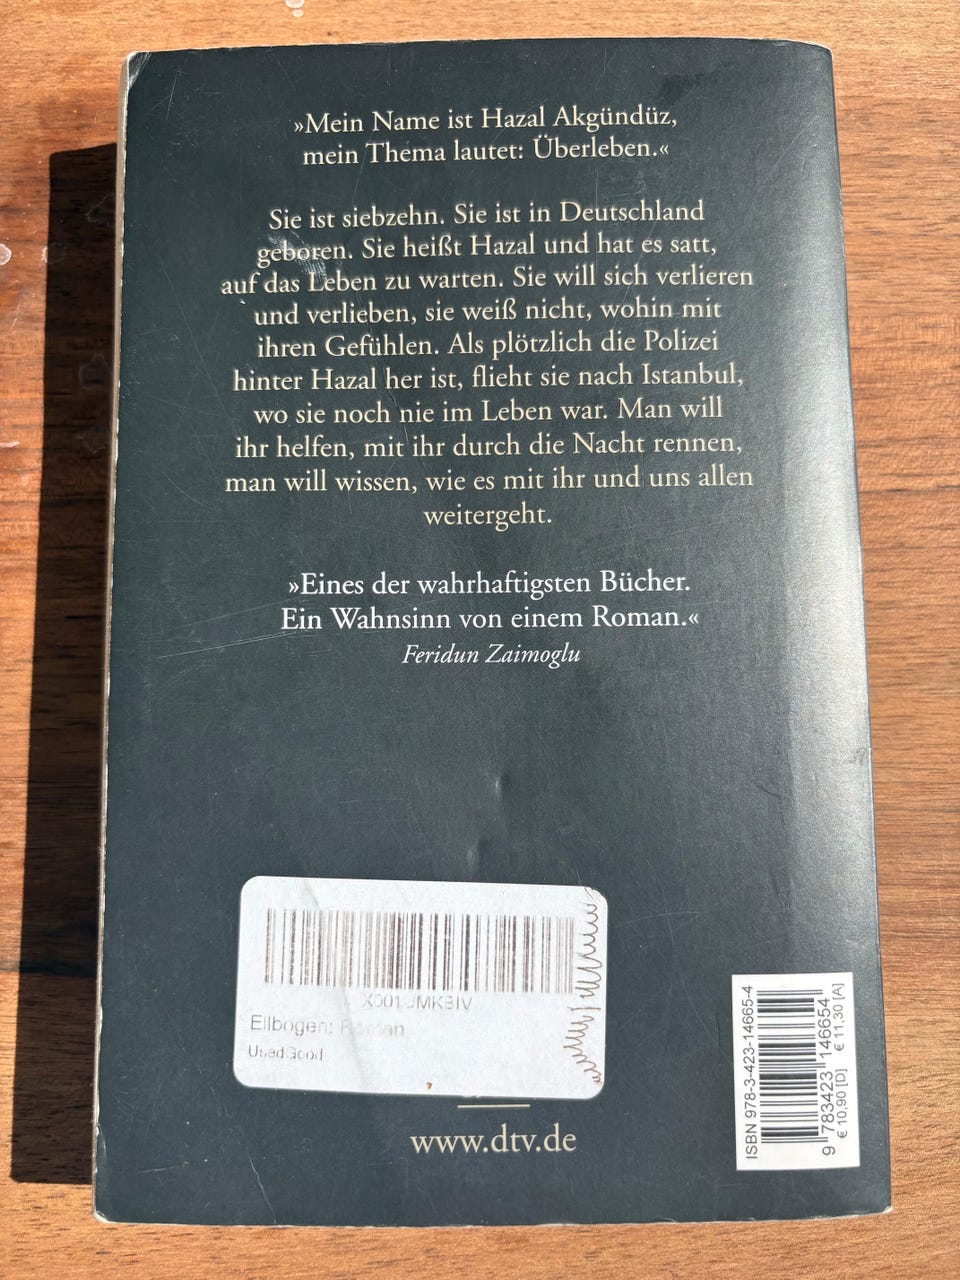 »Mein Name ist Hazal Akgündüz,
mein Thema lautet: Überleben.«
Sie ist siebzehn. Sie ist in Deutschland
geboren. Sie heißt Hazal und hat es satt,
auf das Leben zu warten. Sie will sich verlieren
und verlieben, sie weiß nicht, wohin mit
ihren Gefühlen. Als plötzlich die Polizei
hinter Hazal her ist, flieht sie nach Istanbul,
wo sie noch nie im Leben war. Man will
ihr helfen, mit ihr durch die Nacht rennen,
man will wissen, wie es mit ihr und uns allen
weitergeht.
»Eines der wahrhaftigsten Bücher.
Ein Wahnsinn von einem Roman.«
Feridun Zaimoglu
Ellbogen: Roman
UsedGood
www.dtv.de
ISBN 978-3-423-14665-4
9 783423 146654
€ 10,90 [D] € 11,30 [A]